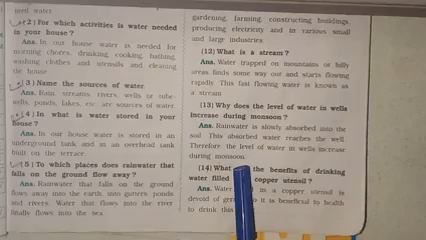 need water.
(2) For which activities is water needed
in your house ?
Ans. In our house water is needed for
morning chores, drinking, cooking, bathing,
washing clothes and utensils and cleaning
the house
(3) Name the sources of water.
Ans. Rain, streams, rivers, wells or tube-
wells, ponds, lakes, etc. are sources of water.
(4) In what is water stored in your
house ?
Ans. In our house water is stored in an
underground tank and in an overhead tank
built on the terrace.
(5) To which places does rainwater that
falls on the ground flow away ?
Ans. Rainwater that falls on the ground
flows away into the earth, into gutters, ponds
and rivers. Water that flows into the river
finally flows into the sea.
gardening, farming, constructing buildings,
producing electricity and in various small
and large industries.
(12) What is a stream ?
Ans. Water trapped on mountains or hilly
areas finds some way out and starts flowing
rapidly. This fast flowing water is known as
a stream.
(13) Why does the level of water in wells
increase during monsoon ?
Ans. Rainwater is slowly absorbed into the
soil. This absorbed water reaches the well.
Therefore the level of water in wells increase
during monsoon.
(14) What the benefits of drinking
water filled copper utensil ?
Ans. Water in a copper utensil is
devoid of it is beneficial to health
to drink this